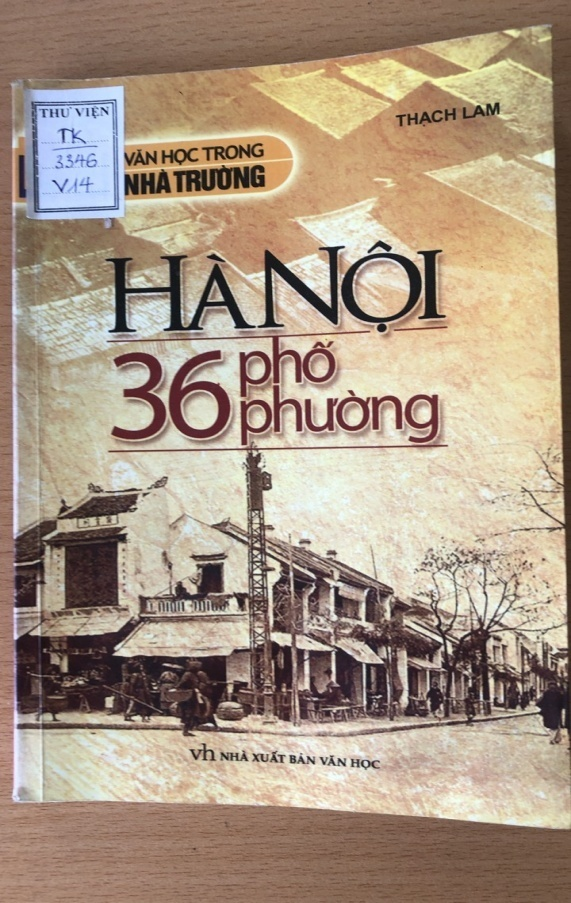 THƯ VIỆN
TK
3346
V14
VĂN HỌC TRONG
NHÀ TRƯỜNG
THẠCH LAM
HÀ NỘI
36 phố
phường
vh NHÀ XUẤT BẢN VĂN HỌC